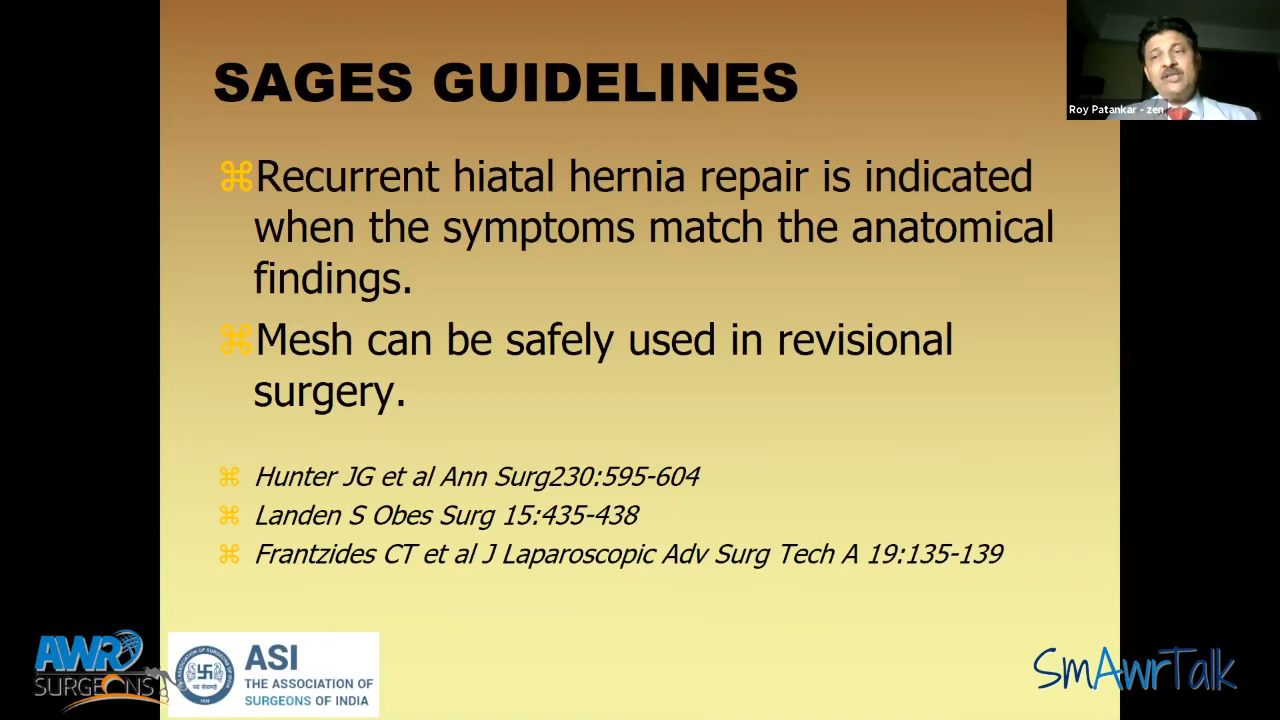 SAGES GUIDELINES
Roy Patankar - zen
Recurrent hiatal hernia repair is indicated
when the symptoms match the anatomical
findings.
Mesh can be safely used in revisional
surgery.
Hunter JG et al Ann Surg230:595-604
Landen S Obes Surg 15:435-438
Frantzides CT et al J Laparoscopic Adv Surg Tech A 19:135-139
AWR
SURGEONS
ASI
THE ASSOCIATION OF
SURGEONS OF INDIA
SmAwrTalk